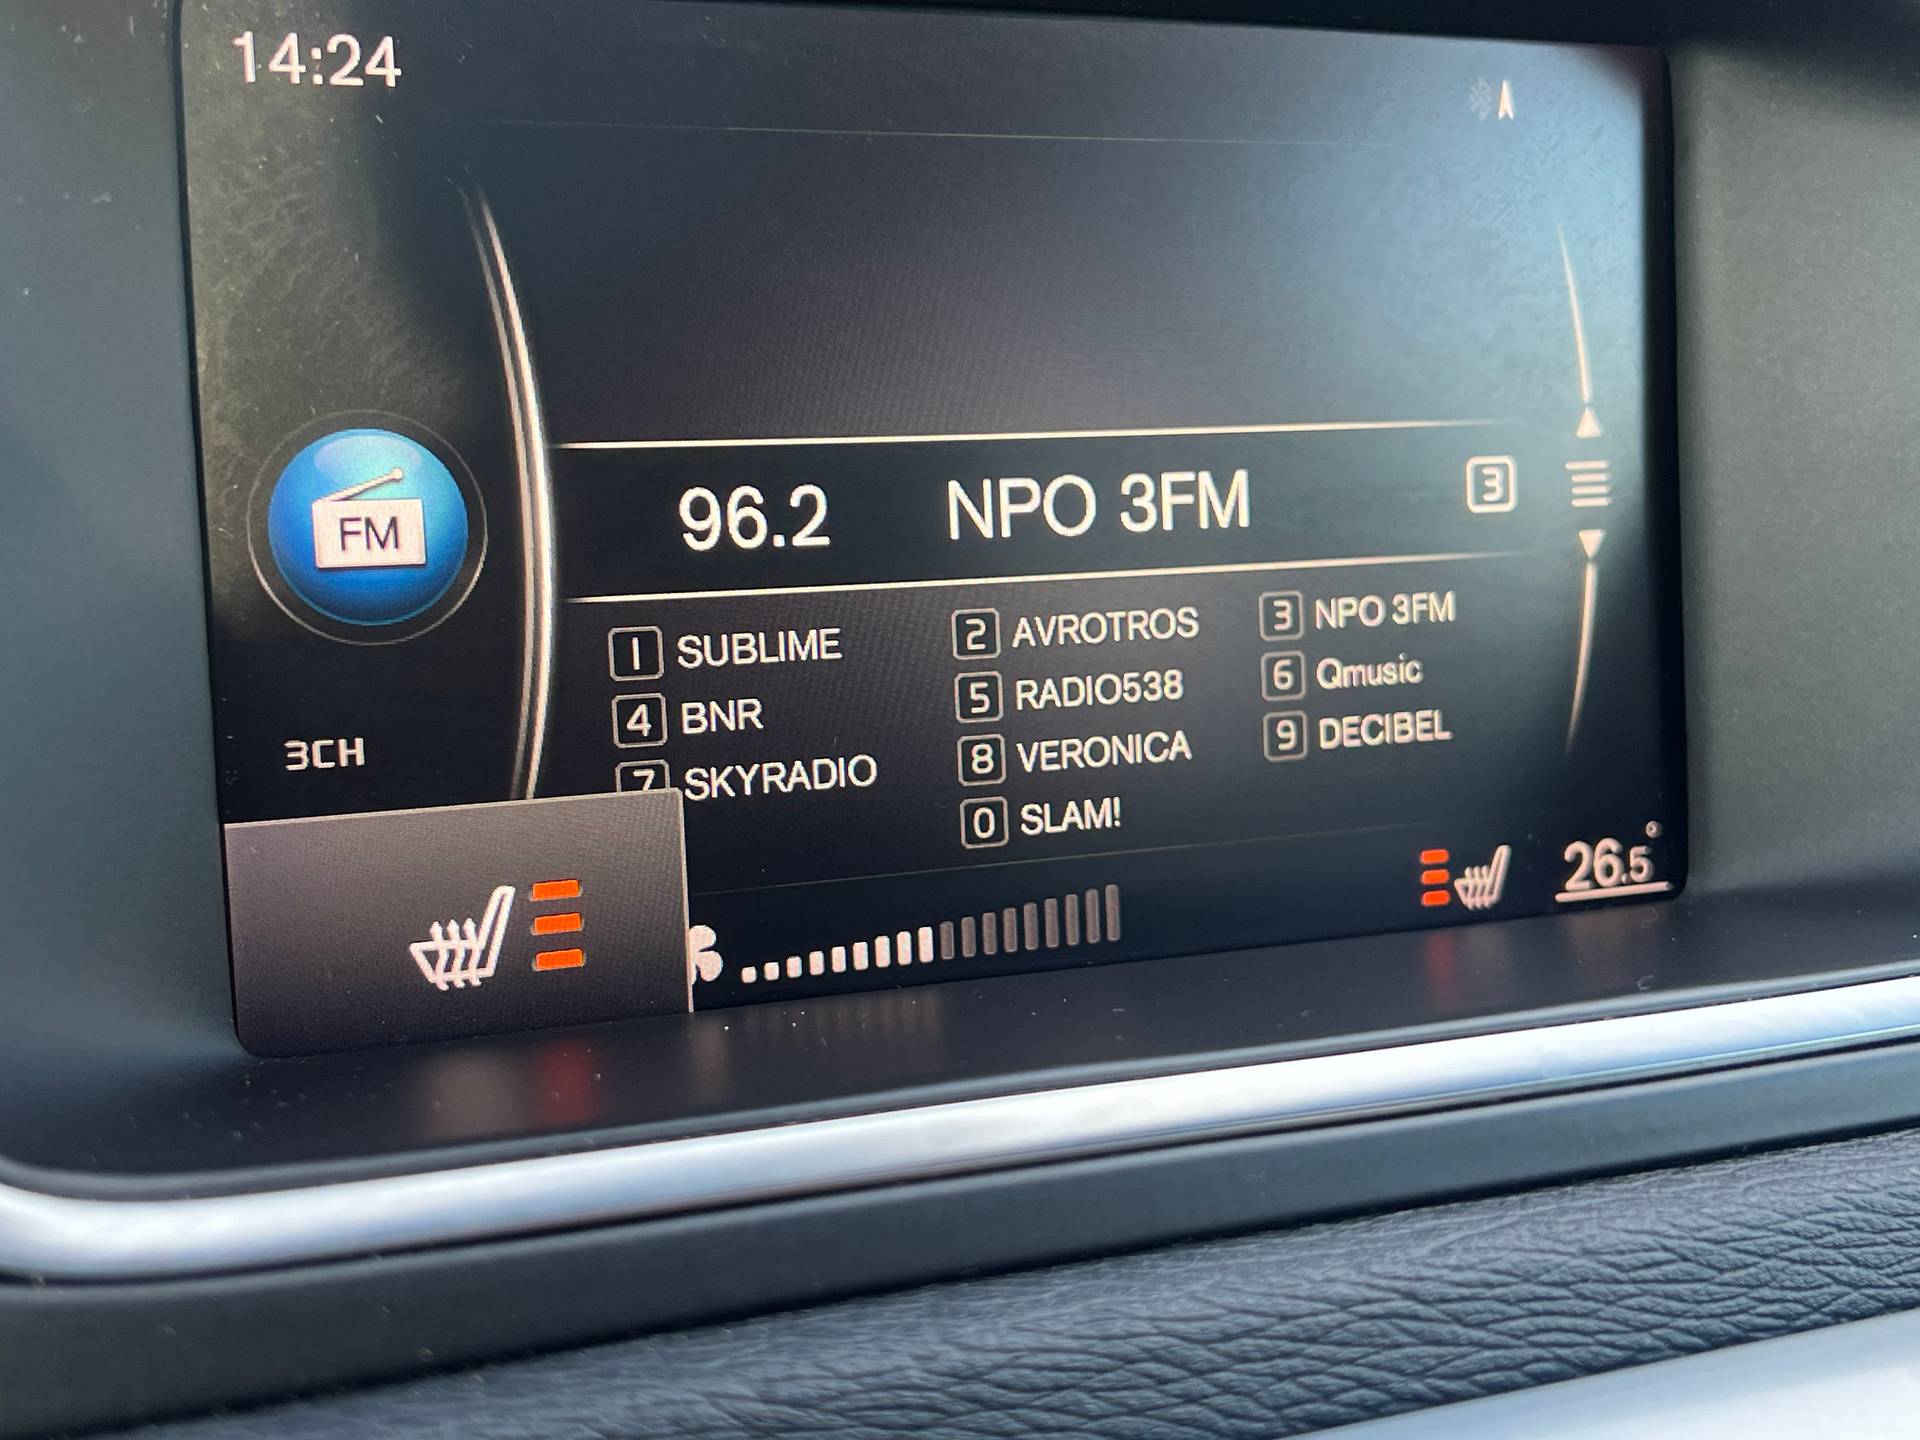 14:24
FM
96.2 NPO 3FM 3
1 SUBLIME 2 AVROTROS 3 NPO 3FM
4 BNR 5 RADIO538 6 Qmusic
7 SKYRADIO 8 VERONICA 9 DECIBEL
0 SLAM!
3CH
26.5°